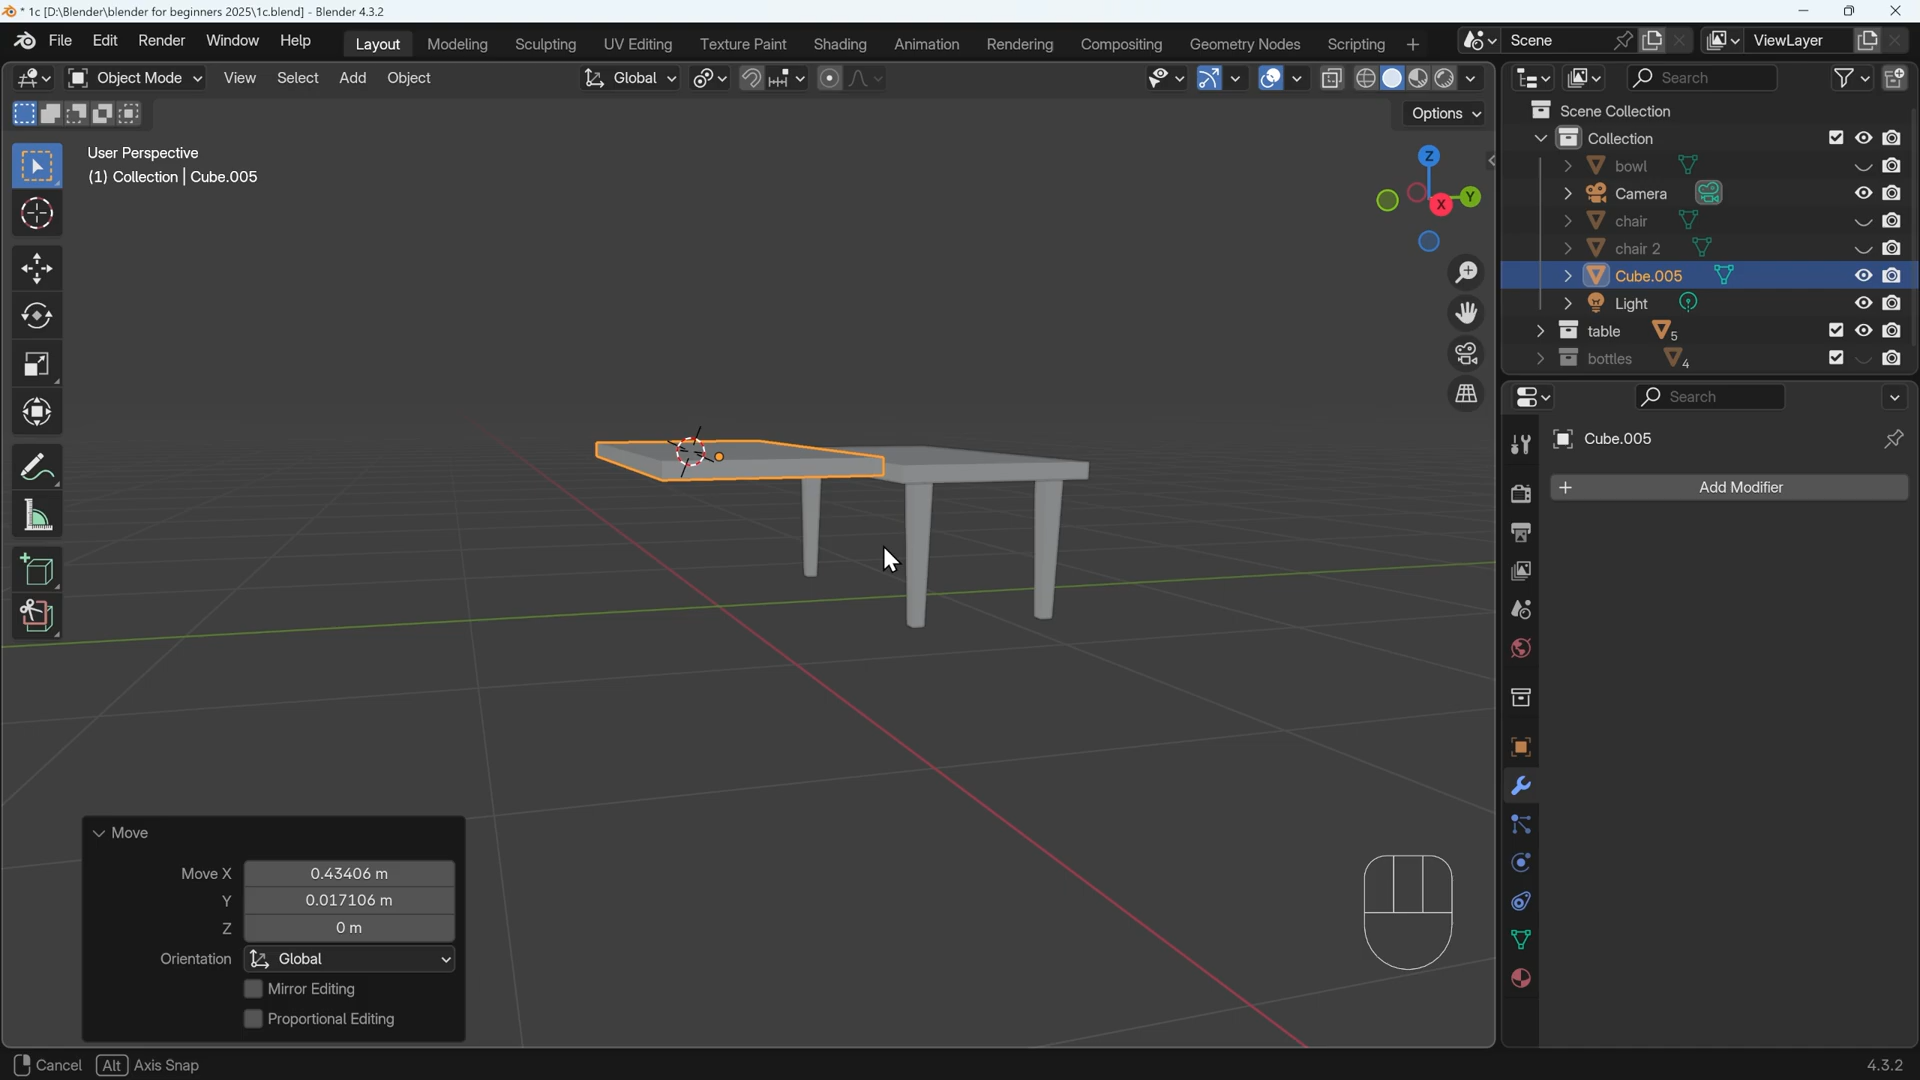 * 1c [D:\Blender\blender for beginners 2025\1c.blend] - Blender 4.3.2
File Edit Render Window Help
Layout Modeling Sculpting UV Editing Texture Paint Shading Animation Rendering Compositing Geometry Nodes Scripting +
Scene
ViewLayer
Object Mode View Select Add Object
Global
Search
Options
User Perspective
(1) Collection | Cube.005
Z
Y
X
Scene Collection
Collection
bowl
Camera
chair
chair 2
Cube.005
Light
table 5
bottles 4
Search
Cube.005
+ Add Modifier
Move
Move X 0.43406 m
Y 0.017106 m
Z 0 m
Orientation Global
Mirror Editing
Proportional Editing
Cancel Alt Axis Snap
4.3.2